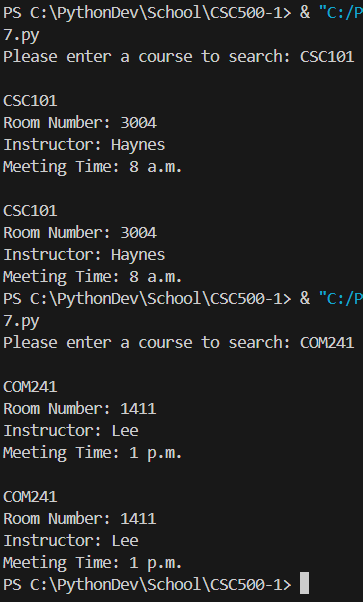 PS C:\PythonDev\School\CSC500-1> & "C:/P
7.py
Please enter a course to search: CSC101

CSC101
Room Number: 3004
Instructor: Haynes
Meeting Time: 8 a.m.

CSC101
Room Number: 3004
Instructor: Haynes
Meeting Time: 8 a.m.
PS C:\PythonDev\School\CSC500-1> & "C:/P
7.py
Please enter a course to search: COM241

COM241
Room Number: 1411
Instructor: Lee
Meeting Time: 1 p.m.

COM241
Room Number: 1411
Instructor: Lee
Meeting Time: 1 p.m.
PS C:\PythonDev\School\CSC500-1>